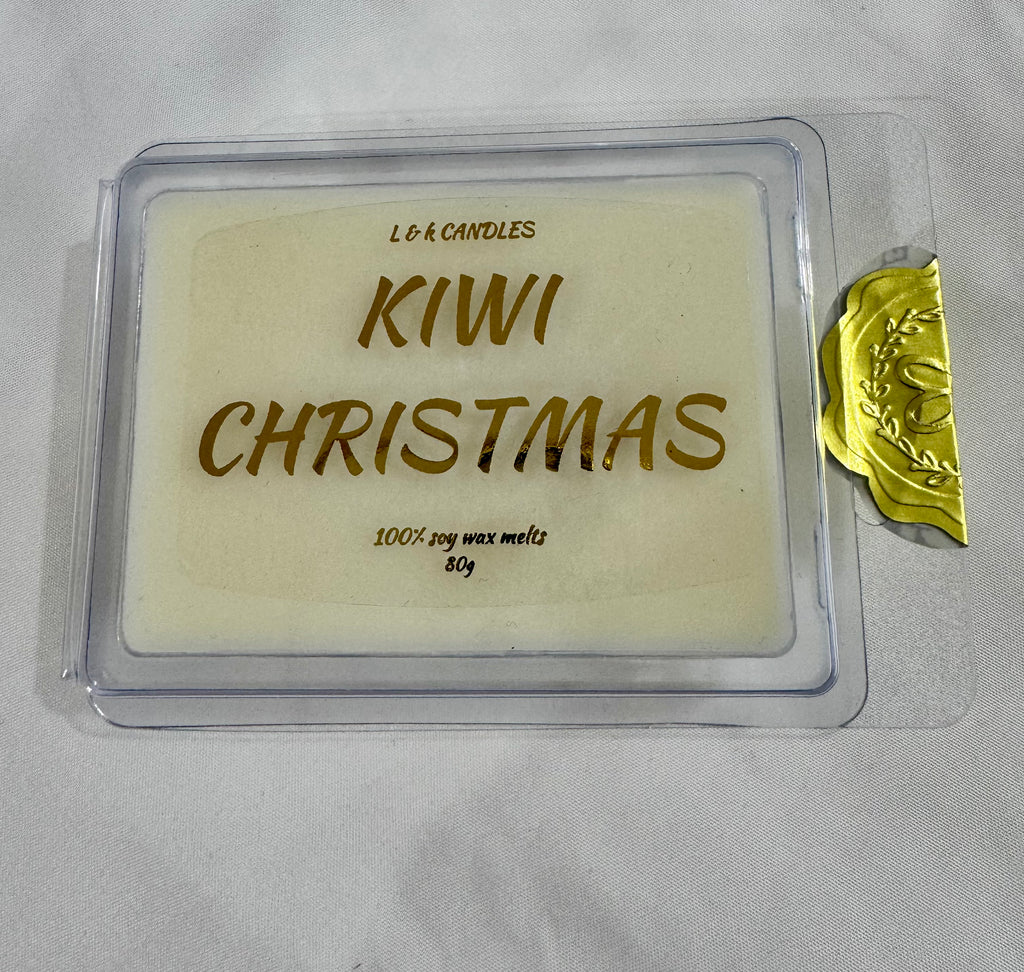 L & k CANDLES
KIWI
CHRISTMAS
100% soy wax melts
80g